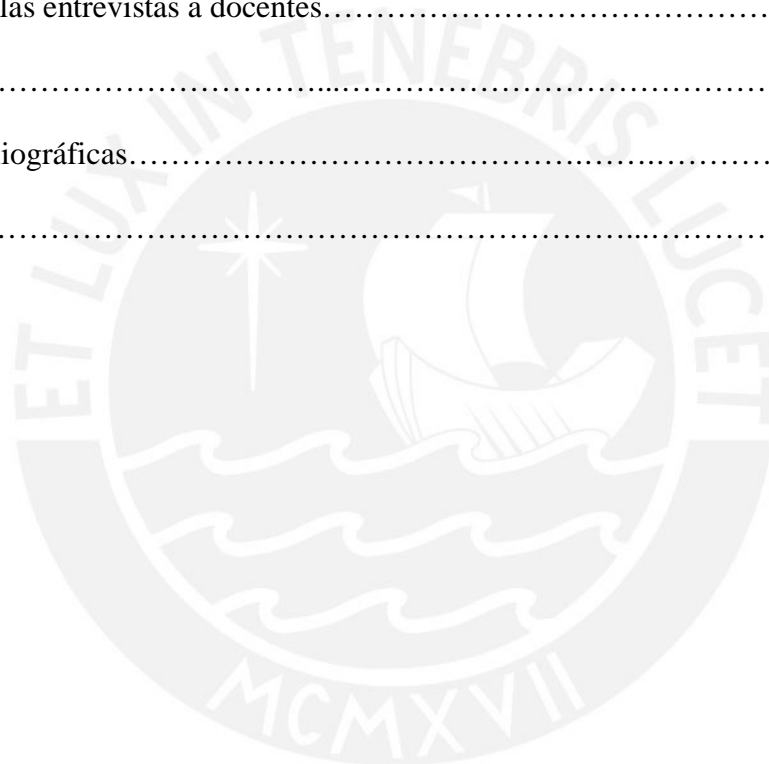 las entrevistas a docentes……………………………………
…………………………...……………………………………
iográficas……………………………………….…………
…………………………………………………...…………
ET LUX IN TENEBRIS LUCET
MCMXVII